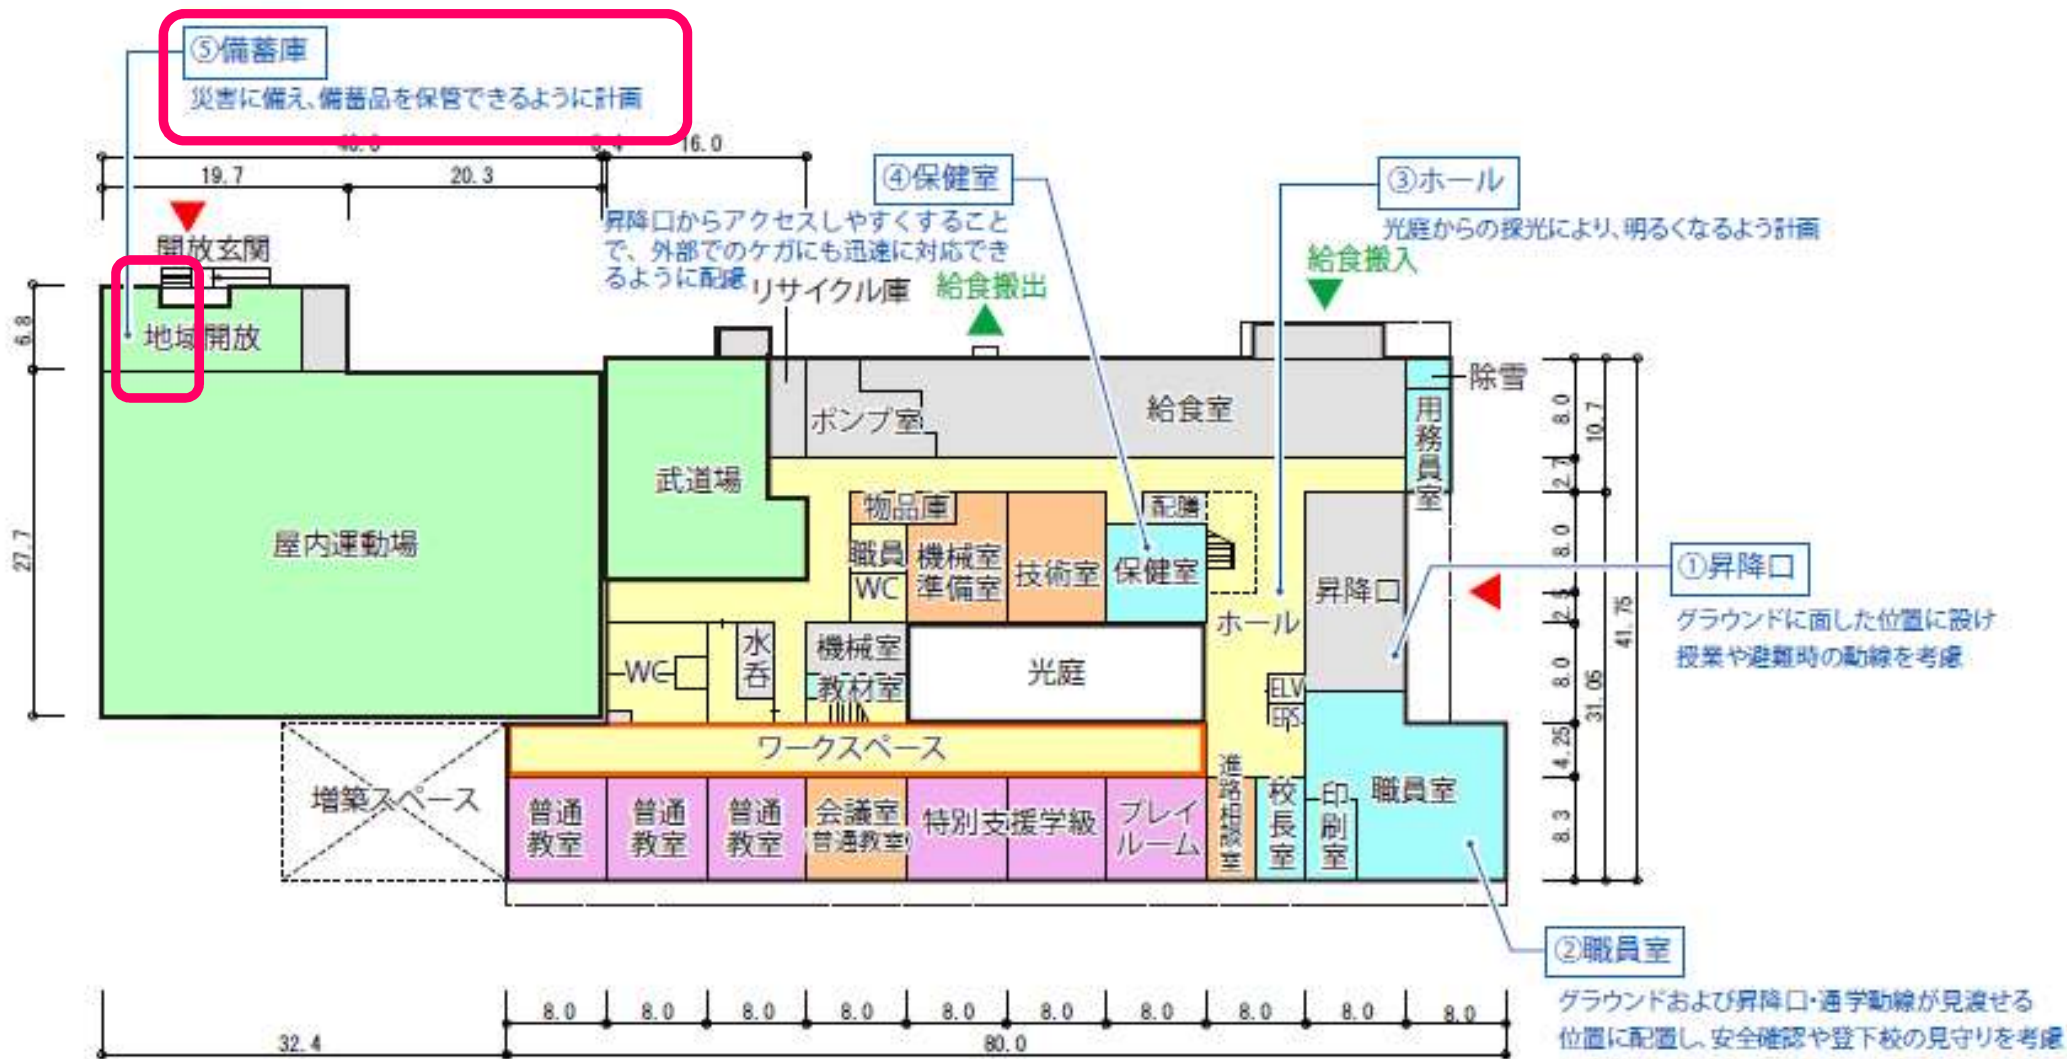 ⑤備蓄庫
災害に備え、備蓄品を保管できるように計画
16.0
19.7
20.3
④保健室
昇降口からアクセスしやすくすること
で、外部でのケガにも迅速に対応でき
るように配慮
③ホール
光庭からの採光により、明るくなるよう計画
開放玄関
リサイクル庫
給食搬出
給食搬入
6.8
地域開放
除雪
ポンプ室
給食室
用務員室
8.0
10.7
武道場
2.7
物品庫
配膳
27.7
屋内運動場
職員
WC
機械室
準備室
技術室
保健室
昇降口
8.0
①昇降口
グラウンドに面した位置に設け
授業や避難時の動線を考慮
ホール
41.75
WC
水呑
機械室
教材室
光庭
ELV
EPS
8.0
31.05
ワークスペース
4.25
増築スペース
普通
教室
普通
教室
普通
教室
会議室
(普通教室)
特別支援学級
プレイ
ルーム
進路相談室
校長室
印刷室
職員室
8.3
②職員室
グラウンドおよび昇降口・通学動線が見渡せる
位置に配置し、安全確認や登下校の見守りを考慮
8.0
8.0
8.0
8.0
8.0
8.0
8.0
8.0
8.0
8.0
32.4
80.0